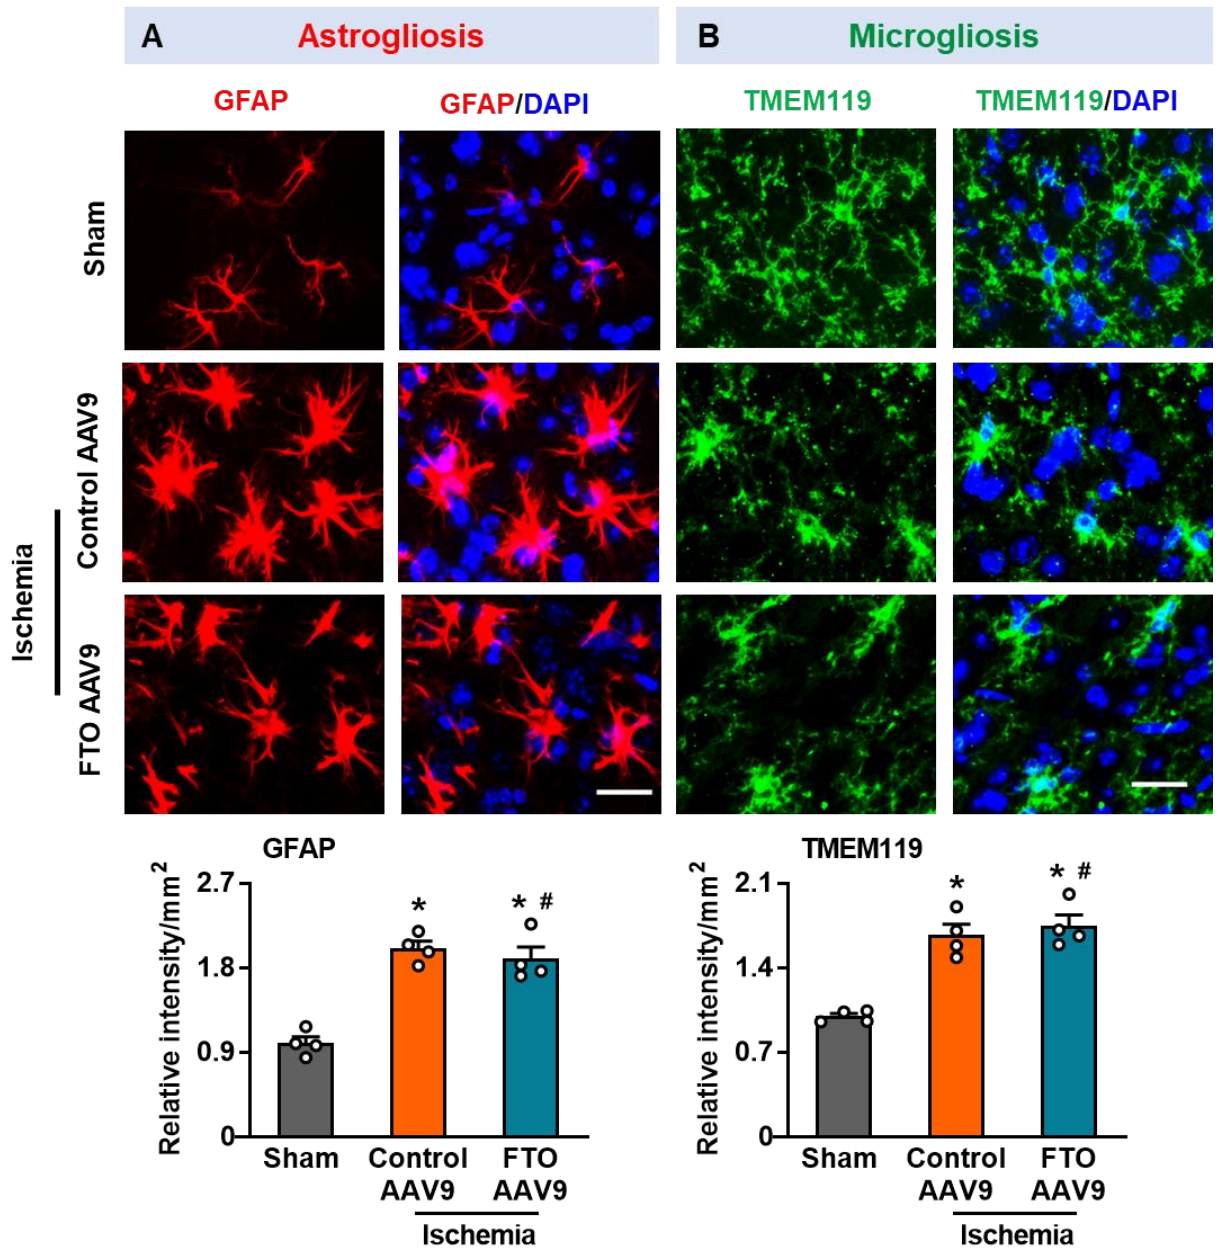 A Astrogliosis
B Microgliosis
GFAP
GFAP/DAPI
TMEM119
TMEM119/DAPI
Sham
Control AAV9
FTO AAV9
Ischemia
GFAP
Relative intensity/mm²
2.7
1.8
0.9
0
*
* #
Sham
Control
AAV9
FTO
AAV9
Ischemia
TMEM119
Relative intensity/mm²
2.1
1.4
0.7
0
*
* #
Sham
Control
AAV9
FTO
AAV9
Ischemia